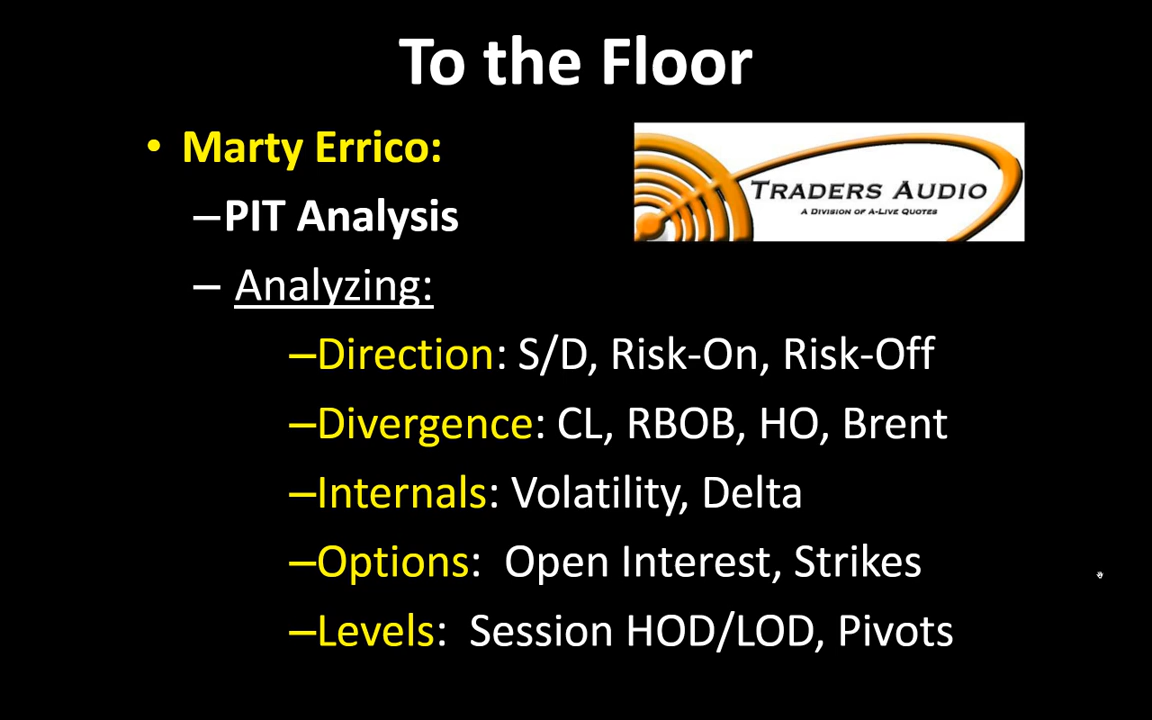 To the Floor
• Marty Errico:
–PIT Analysis
TRADERS AUDIO
A DIVISION OF A-LIVE QUOTES
– Analyzing:
–Direction: S/D, Risk-On, Risk-Off
–Divergence: CL, RBOB, HO, Brent
–Internals: Volatility, Delta
–Options:  Open Interest, Strikes
–Levels:  Session HOD/LOD, Pivots